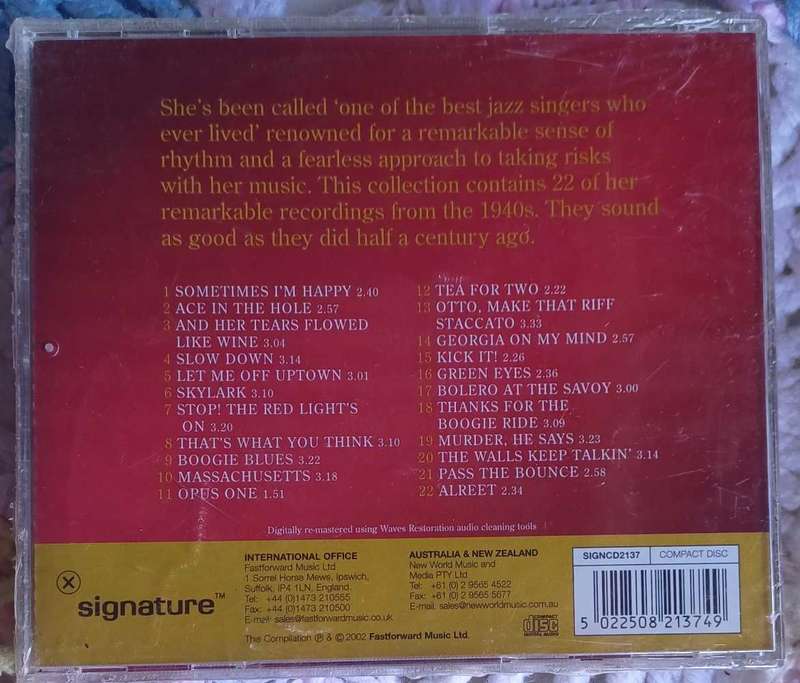 She's been called 'one of the best jazz singers who
ever lived' renowned for a remarkable sense of
rhythm and a fearless approach to taking risks
with her music. This collection contains 22 of her
remarkable recordings from the 1940s. They sound
as good as they did half a century ago.
1 SOMETIMES I'M HAPPY 2.40
2 ACE IN THE HOLE 2.57
3 AND HER TEARS FLOWED
LIKE WINE 3.04
4 SLOW DOWN 3.14
5 LET ME OFF UPTOWN 3.01
6 SKYLARK 3.10
7 STOP! THE RED LIGHT'S
ON 3.20
8 THAT'S WHAT YOU THINK 3.10
9 BOOGIE BLUES 3.22
10 MASSACHUSETTS 3.18
11 OPUS ONE 1.51
12 TEA FOR TWO 2.22
13 OTTO, MAKE THAT RIFF
STACCATO 3.33
14 GEORGIA ON MY MIND 2.57
15 KICK IT! 2.26
16 GREEN EYES 2.36
17 BOLERO AT THE SAVOY 3.00
18 THANKS FOR THE
BOOGIE RIDE 3.09
19 MURDER, HE SAYS 3.23
20 THE WALLS KEEP TALKIN' 3.14
21 PASS THE BOUNCE 2.58
22 ALREET 2.34
Digitally re-mastered using Waves Restoration audio cleaning tools
signature™
INTERNATIONAL OFFICE
Fastforward Music Ltd
1 Sorrel Horse Mews, Ipswich,
Suffolk, IP4 1LN, England.
Tel: +44 (0)1473 210555
Fax: +44 (0)1473 210500
E-mail: sales@fastforwardmusic.co.uk
AUSTRALIA & NEW ZEALAND
New World Music and
Media PTY Ltd
Tel: +61 (0) 2 9565 4522
Fax: +61 (0) 2 9565 5677
E-mail: sales@newworldmusic.com.au
This Compilation ℗ & © 2002 Fastforward Music Ltd.
COMPACT disc DIGITAL AUDIO
SIGNCD2137 COMPACT DISC
5 022508 213749